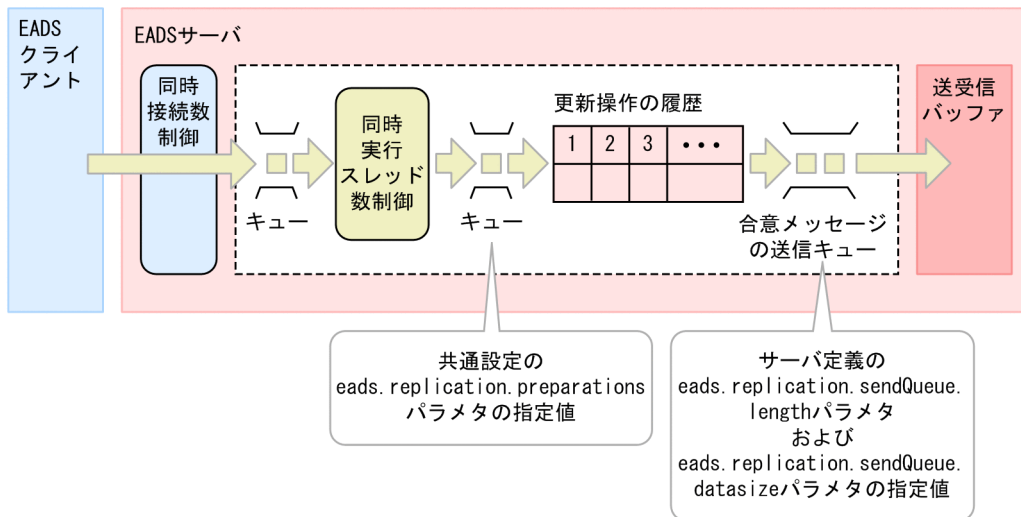 EADS
クライ
アント
EADSサーバ
同時
接続数
制御
キュー
同時
実行
スレッド
数制御
キュー
更新操作の履歴
1 2 3 ・・・
合意メッセージ
の送信キュー
送受信
バッファ
共通設定の
eads.replication.preparations
パラメタの指定値
サーバ定義の
eads.replication.sendQueue.
lengthパラメタ
および
eads.replication.sendQueue.
datasizeパラメタの指定値